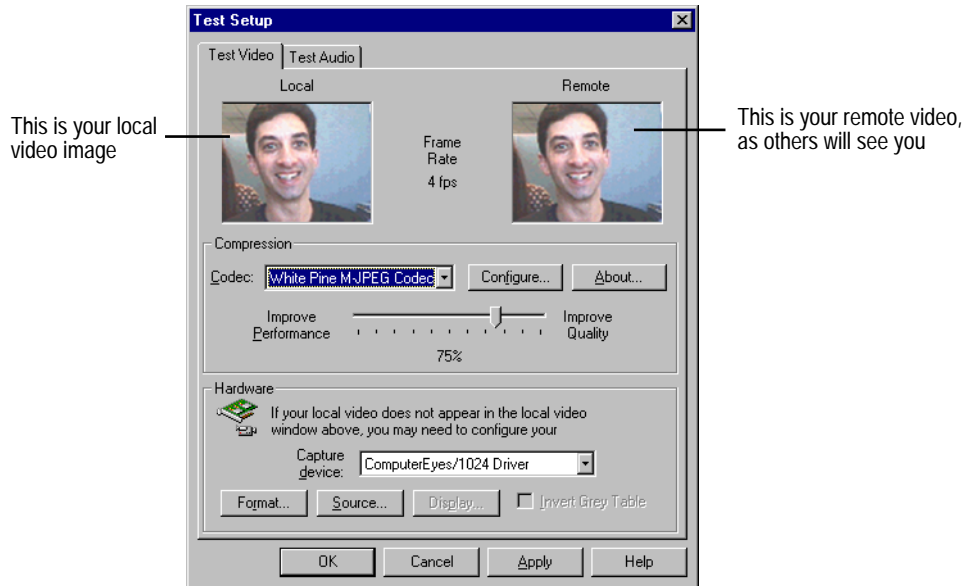 Test Setup
Test Video
Test Audio
Local
Remote
This is your local
video image
Frame
Rate
4 fps
This is your remote video,
as others will see you
Compression
Codec:
White Pine M-JPEG Codec
Configure...
About...
Improve
Performance
Improve
Quality
75%
Hardware
If your local video does not appear in the local video
window above, you may need to configure your
Capture
device:
ComputerEyes/1024 Driver
Format...
Source...
Display...
Invert Grey Table
OK
Cancel
Apply
Help